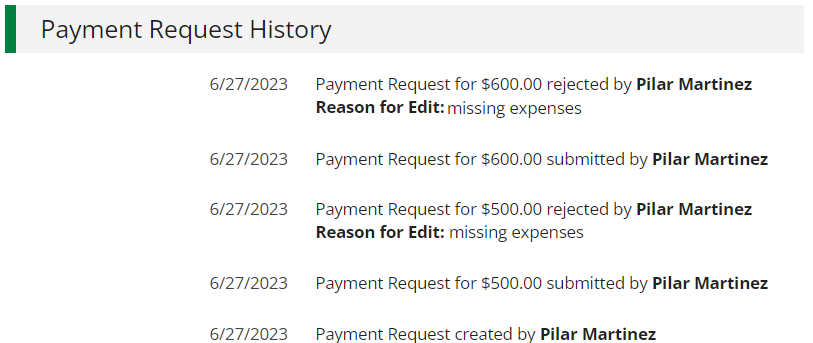 Payment Request History
6/27/2023 Payment Request for $600.00 rejected by Pilar Martinez
Reason for Edit: missing expenses
6/27/2023 Payment Request for $600.00 submitted by Pilar Martinez
6/27/2023 Payment Request for $500.00 rejected by Pilar Martinez
Reason for Edit: missing expenses
6/27/2023 Payment Request for $500.00 submitted by Pilar Martinez
6/27/2023 Payment Request created by Pilar Martinez